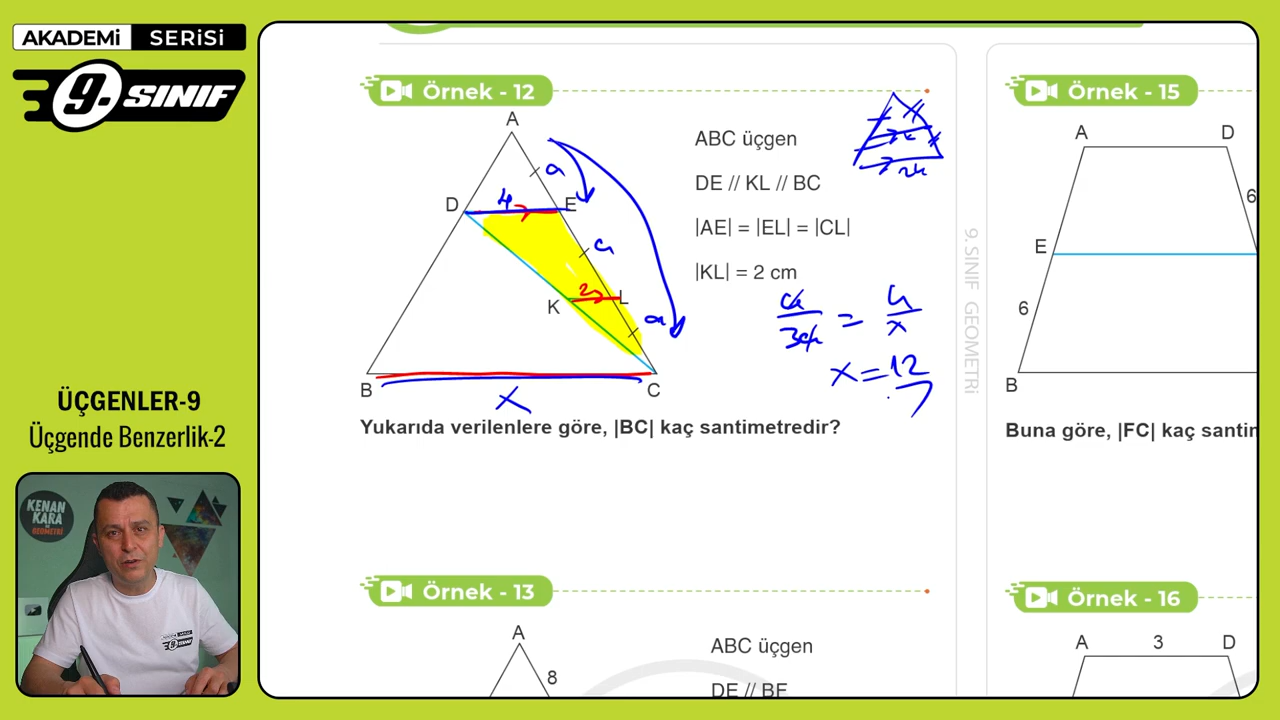 AKADEMİ SERİSİ
9. SINIF
ÜÇGENLER-9
Üçgende Benzerlik-2
KENAN
KARA
GEOMETRİ
9. SINIF
Örnek - 12
A
a
D
4
E
a
K
2
L
a
B
C
x
ABC üçgen
DE // KL // BC
|AE| = |EL| = |CL|
|KL| = 2 cm
x
2x
a/3a = 4/x
x = 12
Yukarıda verilenlere göre, |BC| kaç santimetredir?
Örnek - 13
A
8
ABC üçgen
DE // BF
9. SINIF GEOMETRİ
Örnek - 15
A
D
6
E
6
B
Buna göre, |FC| kaç
Örnek - 16
A
3
D